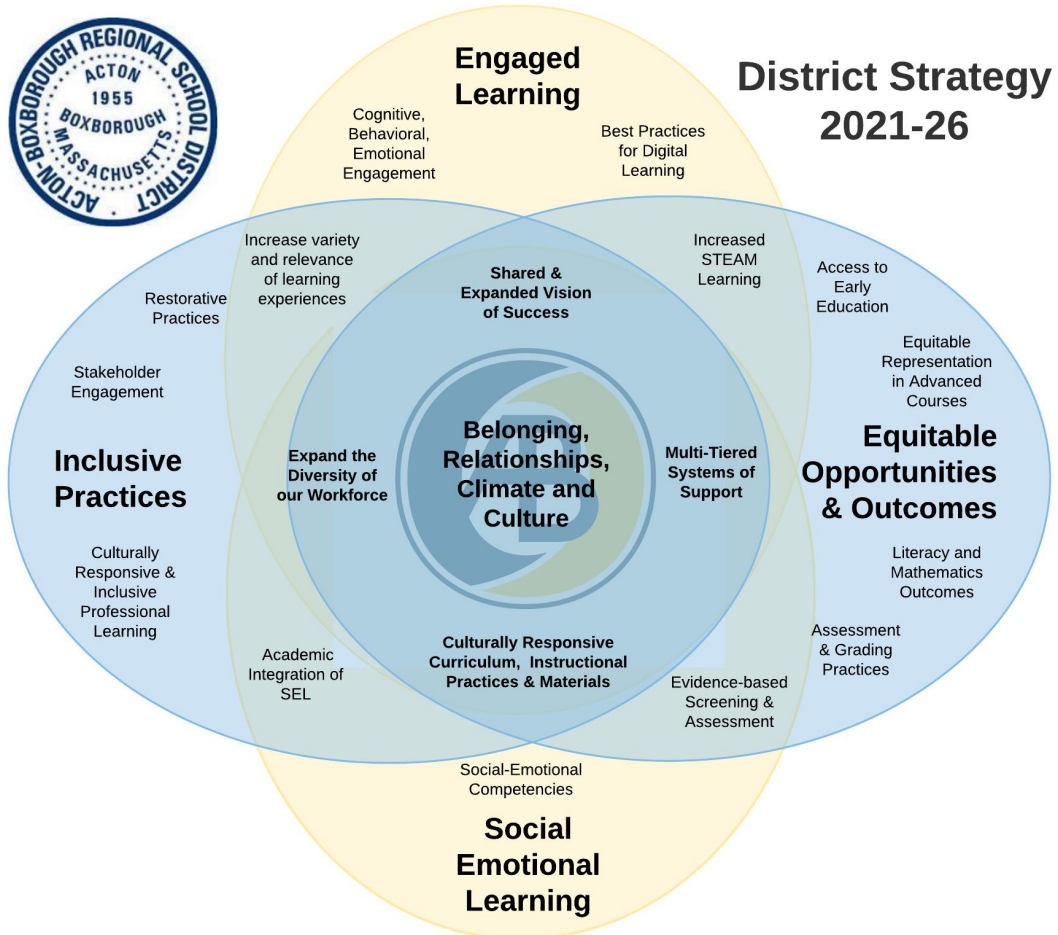 ACTON-BOXBOROUGH REGIONAL SCHOOL DISTRICT
ACTON
1955
BOXBOROUGH
MASSACHUSETTS
District Strategy
2021-26
Engaged
Learning
Cognitive,
Behavioral,
Emotional
Engagement
Best Practices
for Digital
Learning
Increase variety
and relevance
of learning
experiences
Increased
STEAM
Learning
Shared &
Expanded Vision
of Success
Restorative
Practices
Stakeholder
Engagement
Inclusive
Practices
Culturally
Responsive &
Inclusive
Professional
Learning
Access to
Early
Education
Equitable
Representation
in Advanced
Courses
Equitable
Opportunities
& Outcomes
Literacy and
Mathematics
Outcomes
Assessment
& Grading
Practices
Expand the
Diversity of
our Workforce
Belonging,
Relationships,
Climate and
Culture
AB
Multi-Tiered
Systems of
Support
Culturally Responsive
Curriculum, Instructional
Practices & Materials
Academic
Integration of
SEL
Evidence-based
Screening &
Assessment
Social-Emotional
Competencies
Social
Emotional
Learning